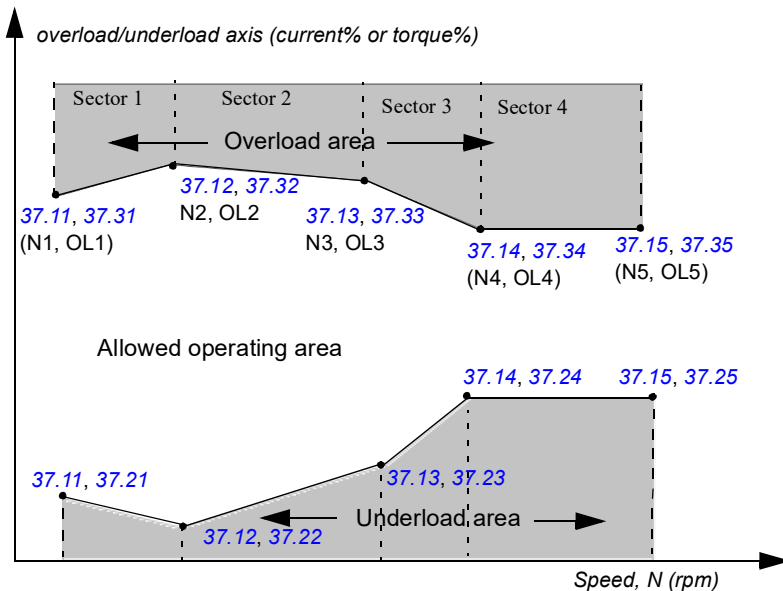 overload/underload axis (current% or torque%)
Sector 1
Sector 2
Sector 3
Sector 4
Overload area
37.11, 37.31
(N1, OL1)
37.12, 37.32
N2, OL2
37.13, 37.33
N3, OL3
37.14, 37.34
(N4, OL4)
37.15, 37.35
(N5, OL5)
Allowed operating area
37.14, 37.24
37.15, 37.25
37.11, 37.21
37.13, 37.23
37.12, 37.22
Underload area
Speed, N (rpm)